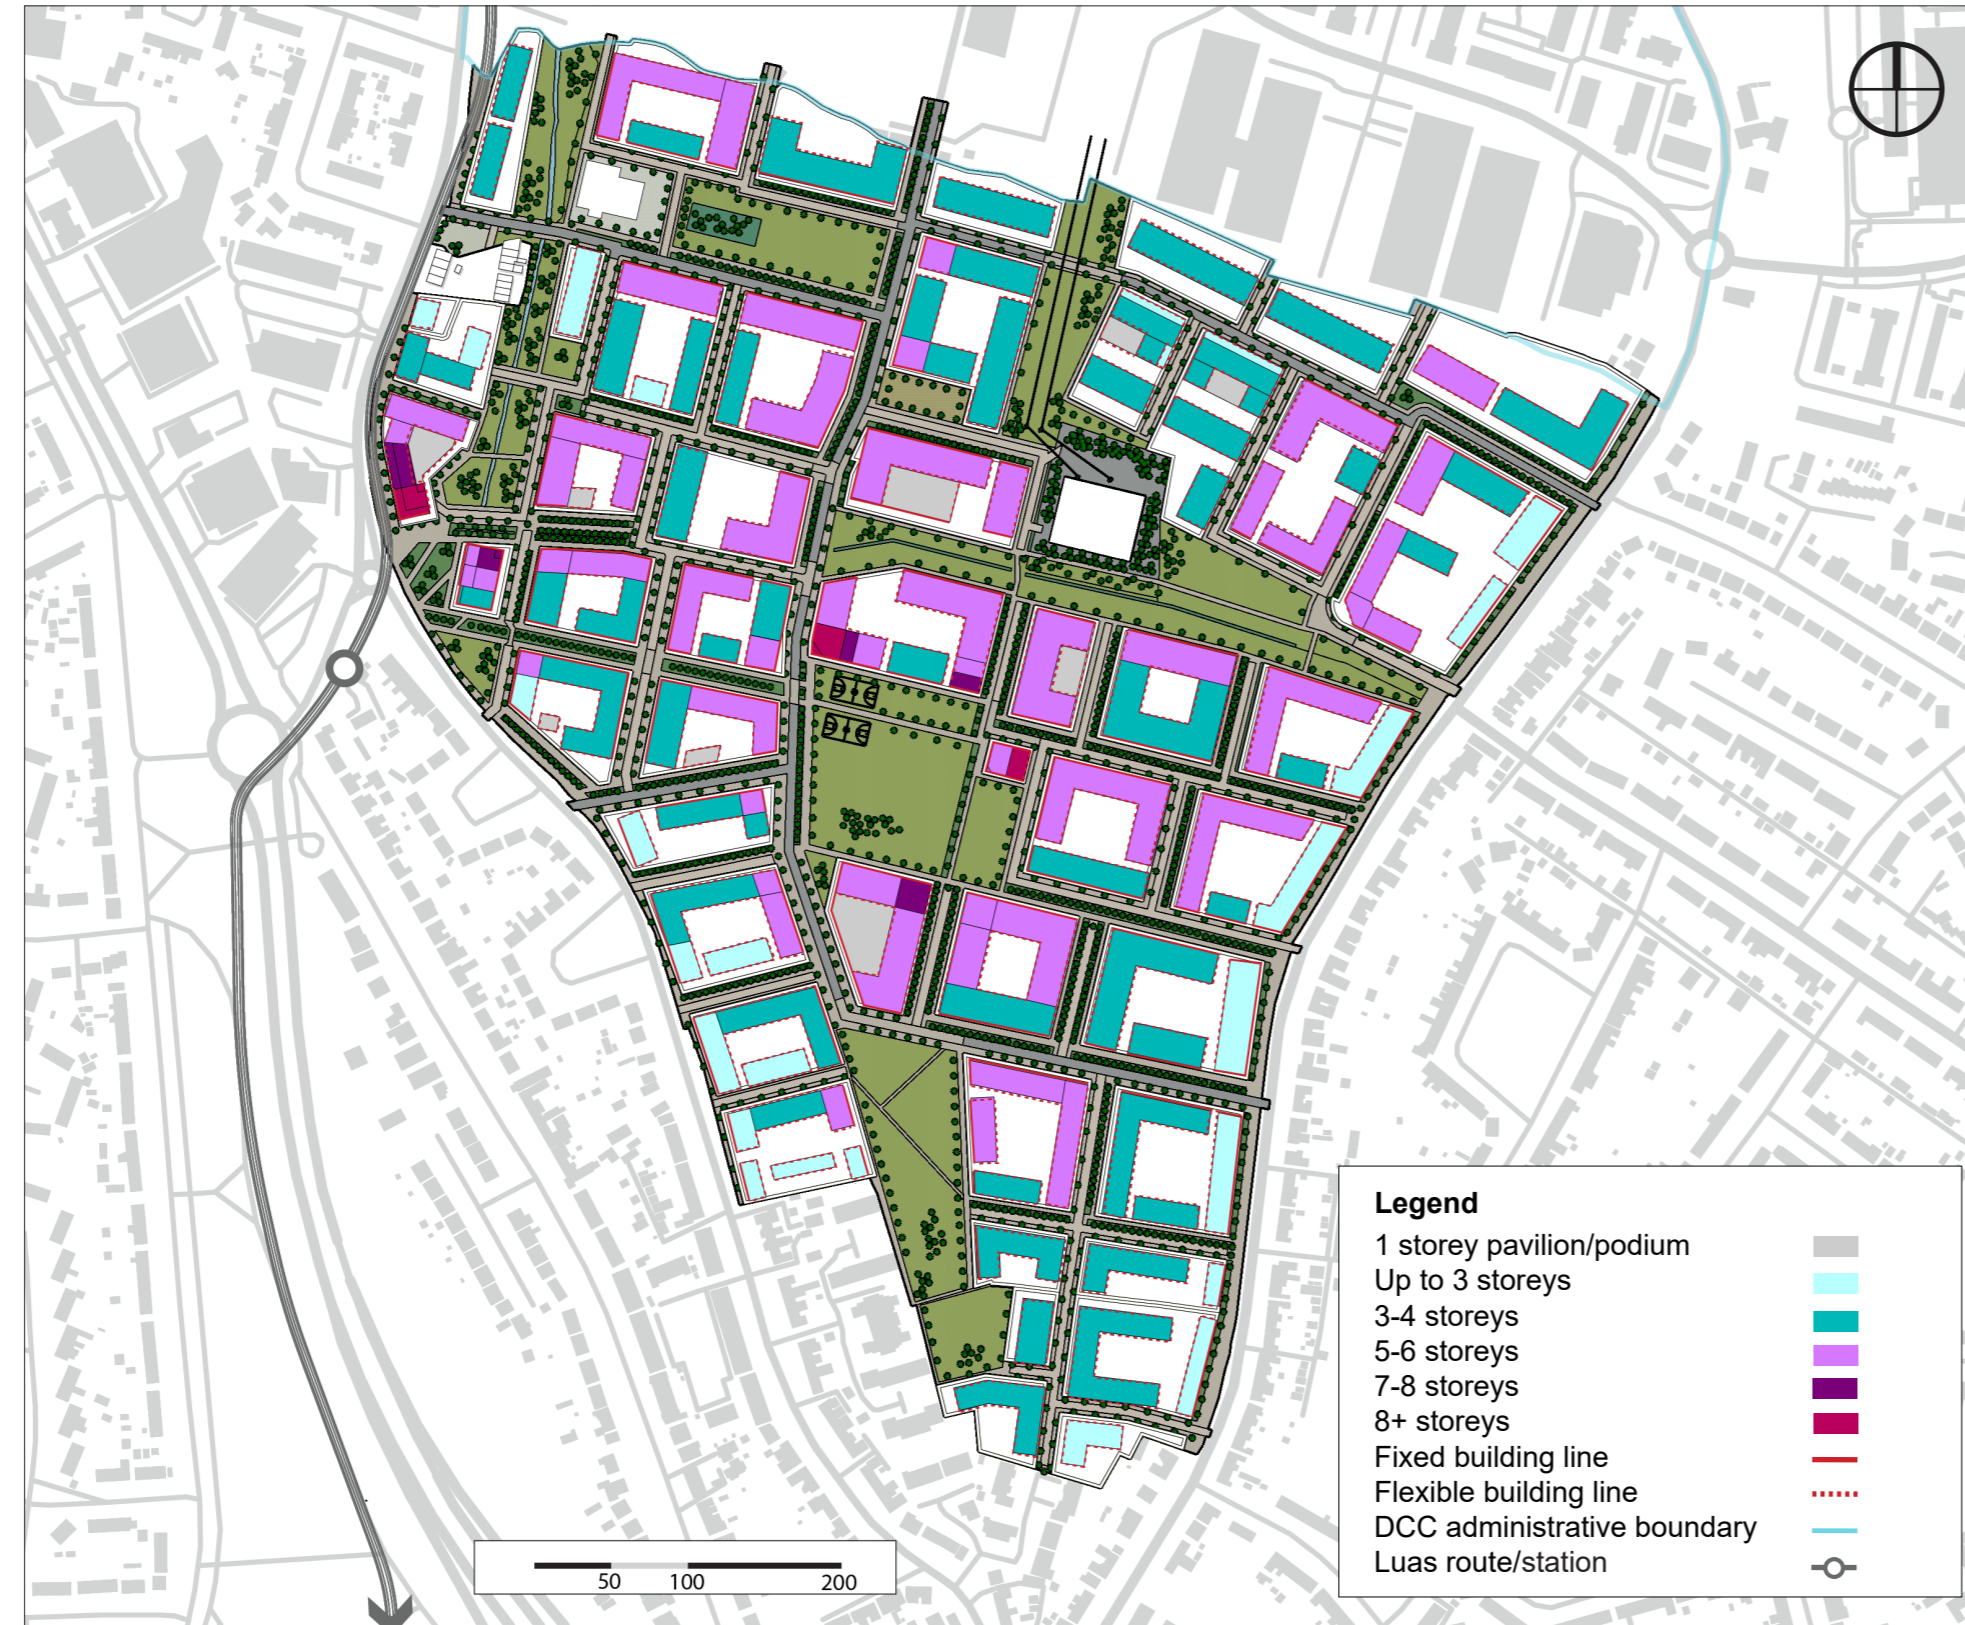 Legend
1 storey pavilion/podium
Up to 3 storeys
3-4 storeys
5-6 storeys
7-8 storeys
8+ storeys
Fixed building line
Flexible building line
DCC administrative boundary
Luas route/station
50 100 200